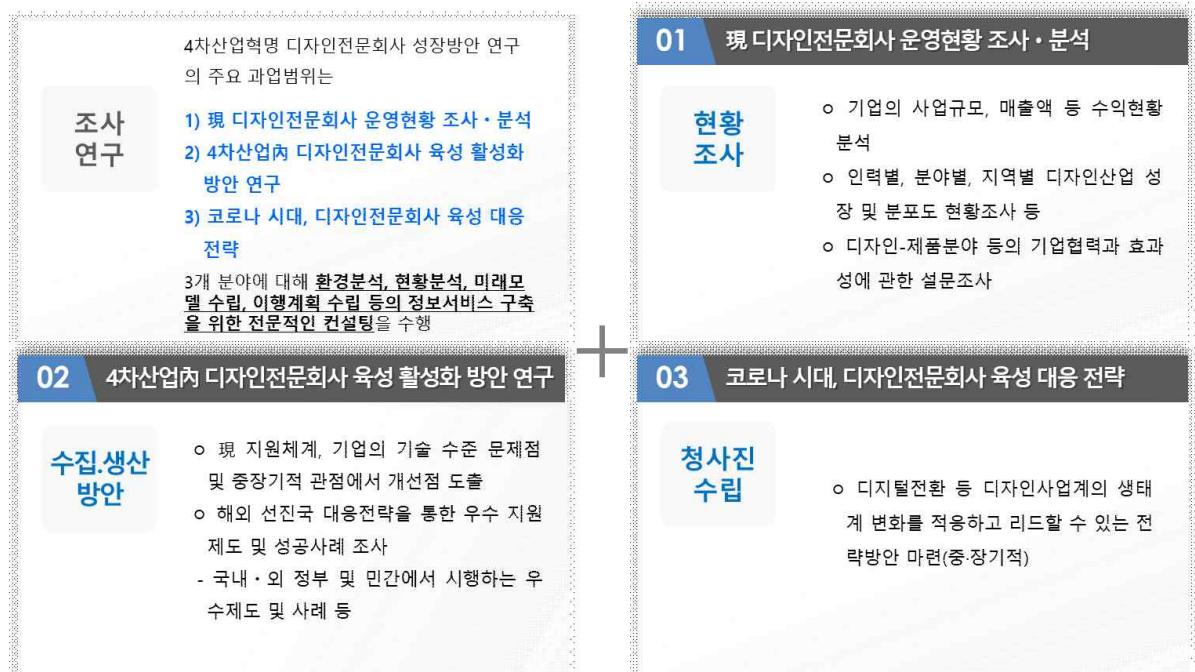 조사
연구
4차산업혁명 디자인전문회사 성장방안 연구
의 주요 과업범위는
1) 現 디자인전문회사 운영현황 조사・분석
2) 4차산업內 디자인전문회사 육성 활성화
방안 연구
3) 코로나 시대, 디자인전문회사 육성 대응
전략
3개 분야에 대해 환경분석, 현황분석, 미래모
델 수립, 이행계획 수립 등의 정보서비스 구축
을 위한 전문적인 컨설팅을 수행
01 現 디자인전문회사 운영현황 조사・분석
현황
조사
ㅇ 기업의 사업규모, 매출액 등 수익현황
분석
ㅇ 인력별, 분야별, 지역별 디자인산업 성
장 및 분포도 현황조사 등
ㅇ 디자인-제품분야 등의 기업협력과 효과
성에 관한 설문조사
02 4차산업內 디자인전문회사 육성 활성화 방안 연구
수집.생산
방안
ㅇ 現 지원체계, 기업의 기술 수준 문제점
및 중장기적 관점에서 개선점 도출
ㅇ 해외 선진국 대응전략을 통한 우수 지원
제도 및 성공사례 조사
- 국내・외 정부 및 민간에서 시행하는 우
수제도 및 사례 등
03 코로나 시대, 디자인전문회사 육성 대응 전략
청사진
수립
ㅇ 디지털전환 등 디자인사업계의 생태
계 변화를 적응하고 리드할 수 있는 전
략방안 마련(중·장기적)